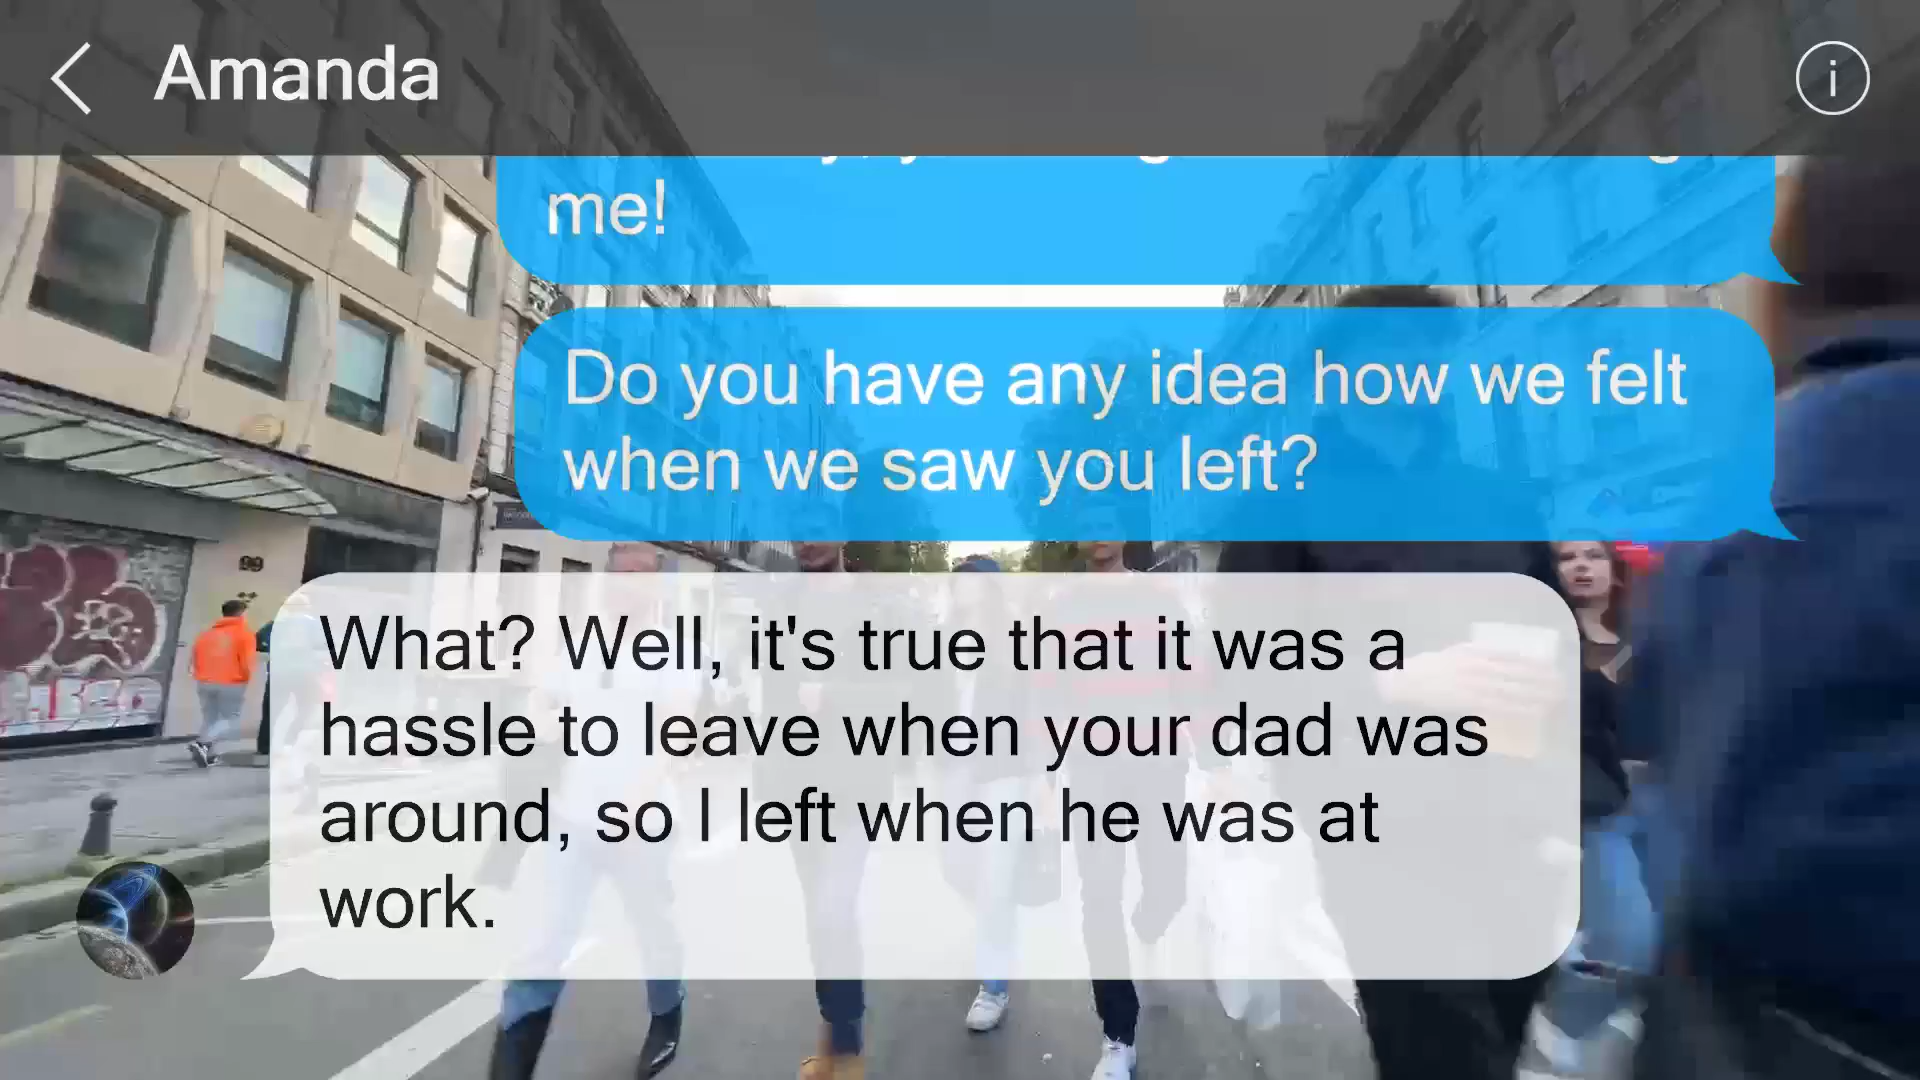 Amanda
me!
Do you have any idea how we felt
when we saw you left?
What? Well, it's true that it was a
hassle to leave when your dad was
around, so I left when he was at
work.
99